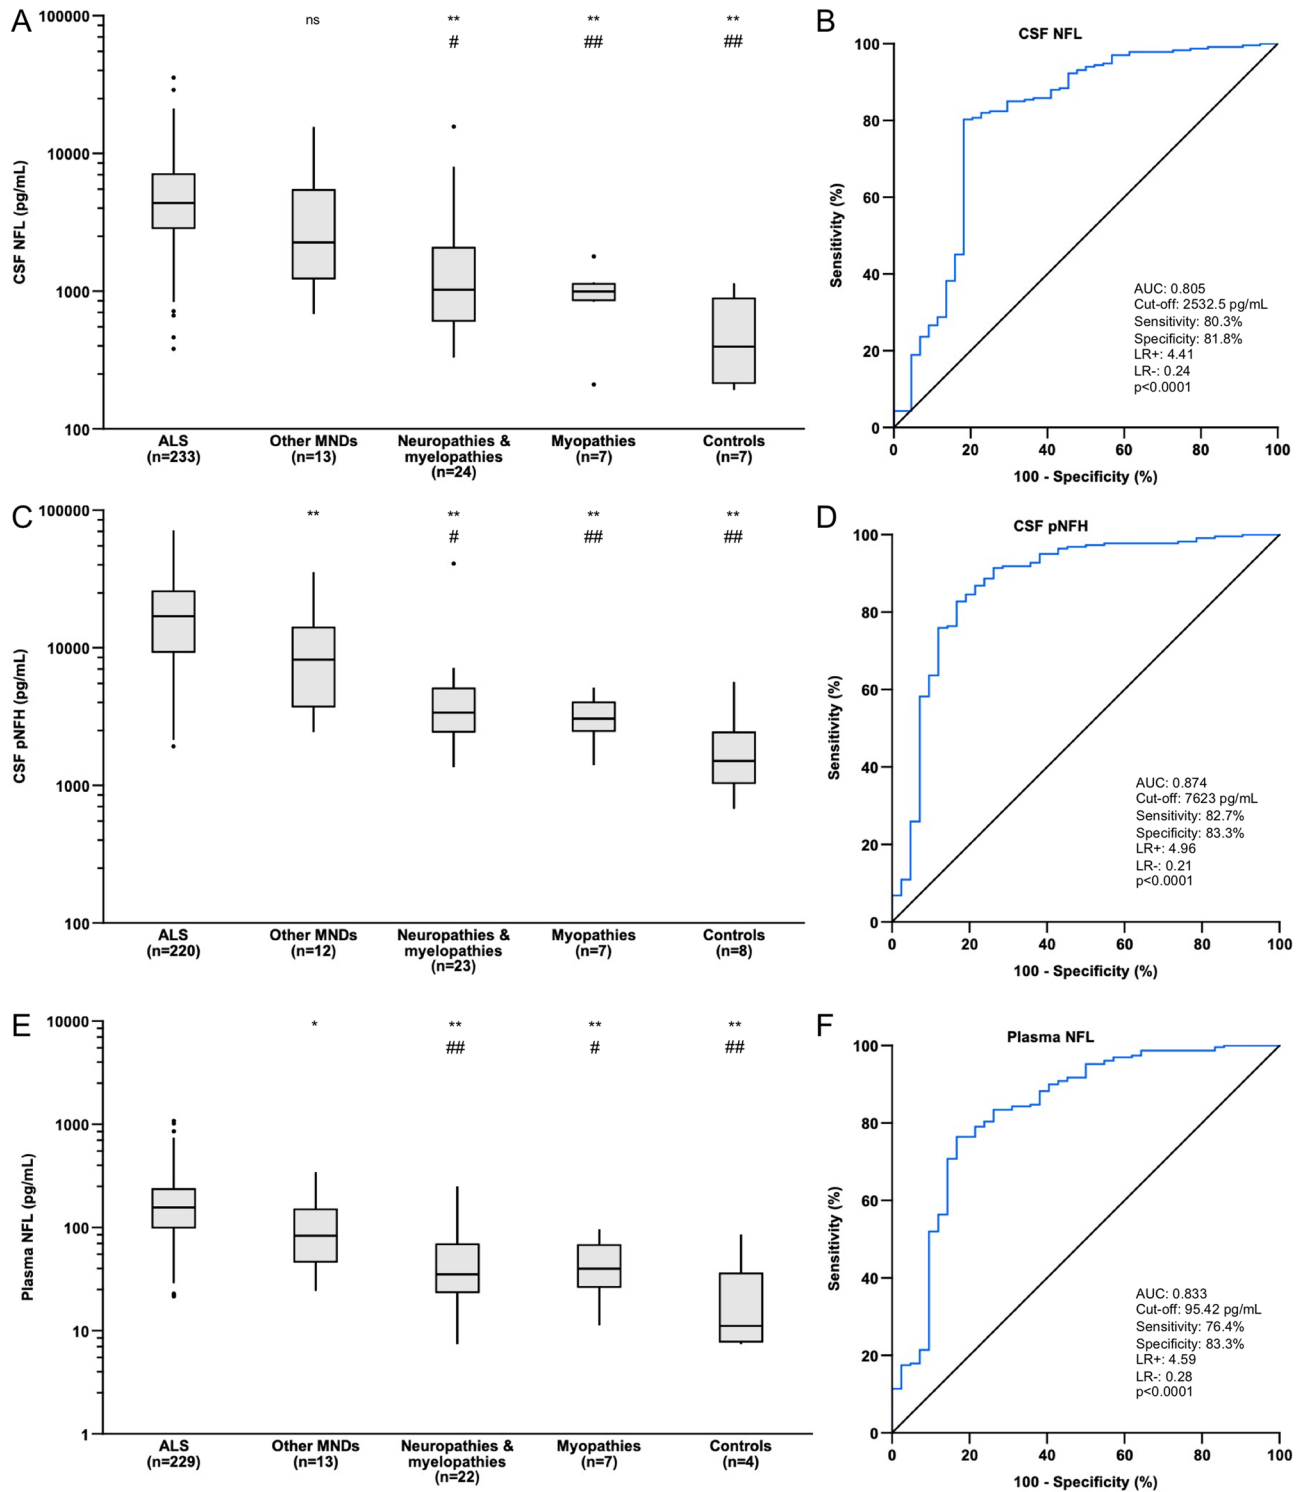 A
CSF NFL (pg/mL)
100000
10000
1000
100
ns
**
#
**
##
**
##
ALS
(n=233)
Other MNDs
(n=13)
Neuropathies &
myelopathies
(n=24)
Myopathies
(n=7)
Controls
(n=7)
B
CSF NFL
Sensitivity (%)
100
80
60
40
20
0
AUC: 0.805
Cut-off: 2532.5 pg/mL
Sensitivity: 80.3%
Specificity: 81.8%
LR+: 4.41
LR-: 0.24
p<0.0001
0 20 40 60 80 100
100 - Specificity (%)
C
CSF pNFH (pg/mL)
100000
10000
1000
100
**
**
#
**
##
**
##
ALS
(n=220)
Other MNDs
(n=12)
Neuropathies &
myelopathies
(n=23)
Myopathies
(n=7)
Controls
(n=8)
D
CSF pNFH
Sensitivity (%)
100
80
60
40
20
0
AUC: 0.874
Cut-off: 7623 pg/mL
Sensitivity: 82.7%
Specificity: 83.3%
LR+: 4.96
LR-: 0.21
p<0.0001
0 20 40 60 80 100
100 - Specificity (%)
E
Plasma NFL (pg/mL)
10000
1000
100
10
1
*
**
##
**
#
**
##
ALS
(n=229)
Other MNDs
(n=13)
Neuropathies &
myelopathies
(n=22)
Myopathies
(n=7)
Controls
(n=4)
F
Plasma NFL
Sensitivity (%)
100
80
60
40
20
0
AUC: 0.833
Cut-off: 95.42 pg/mL
Sensitivity: 76.4%
Specificity: 83.3%
LR+: 4.59
LR-: 0.28
p<0.0001
0 20 40 60 80 100
100 - Specificity (%)